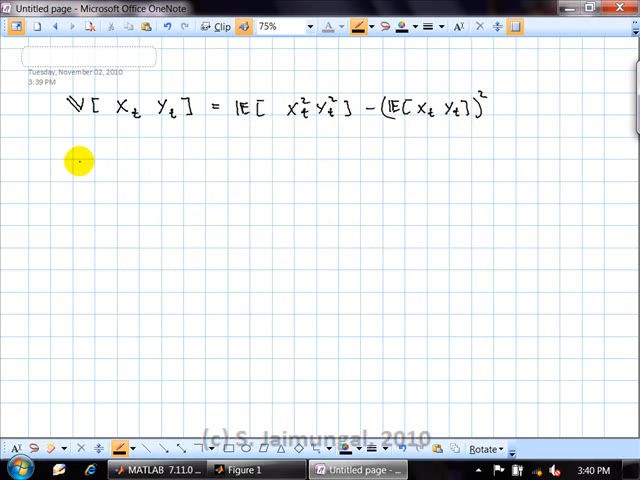 Untitled page - Microsoft Office OneNote
Clip 75%
Tuesday, November 02, 2010
3:39 PM
𝕍[ X_t Y_t ] = 𝔼[ X_t² Y_t² ] - (𝔼[ X_t Y_t ])²
(c) S. Jaimungal, 2010
Rotate
MATLAB 7.11.0 ... Figure 1 Untitled page - ... 3:40 PM